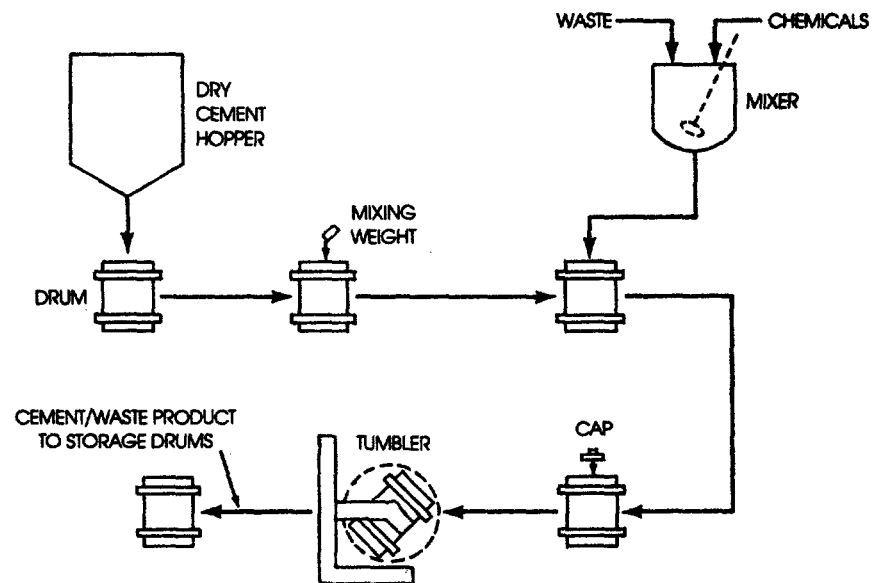 WASTE
CHEMICALS
DRY
CEMENT
HOPPER
MIXER
MIXING
WEIGHT
DRUM
CEMENT/WASTE PRODUCT
TO STORAGE DRUMS
TUMBLER
CAP